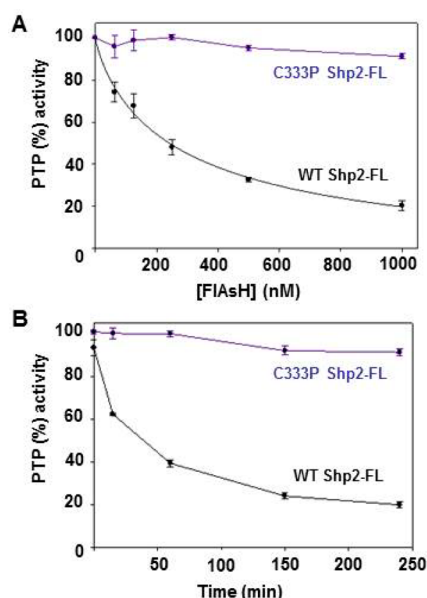 A
100
80
60
40
20
0
PTP (%) activity
C333P Shp2-FL
WT Shp2-FL
200 400 600 800 1000
[FlAsH] (nM)
B
100
80
60
40
20
0
PTP (%) activity
C333P Shp2-FL
WT Shp2-FL
50 100 150 200 250
Time (min)